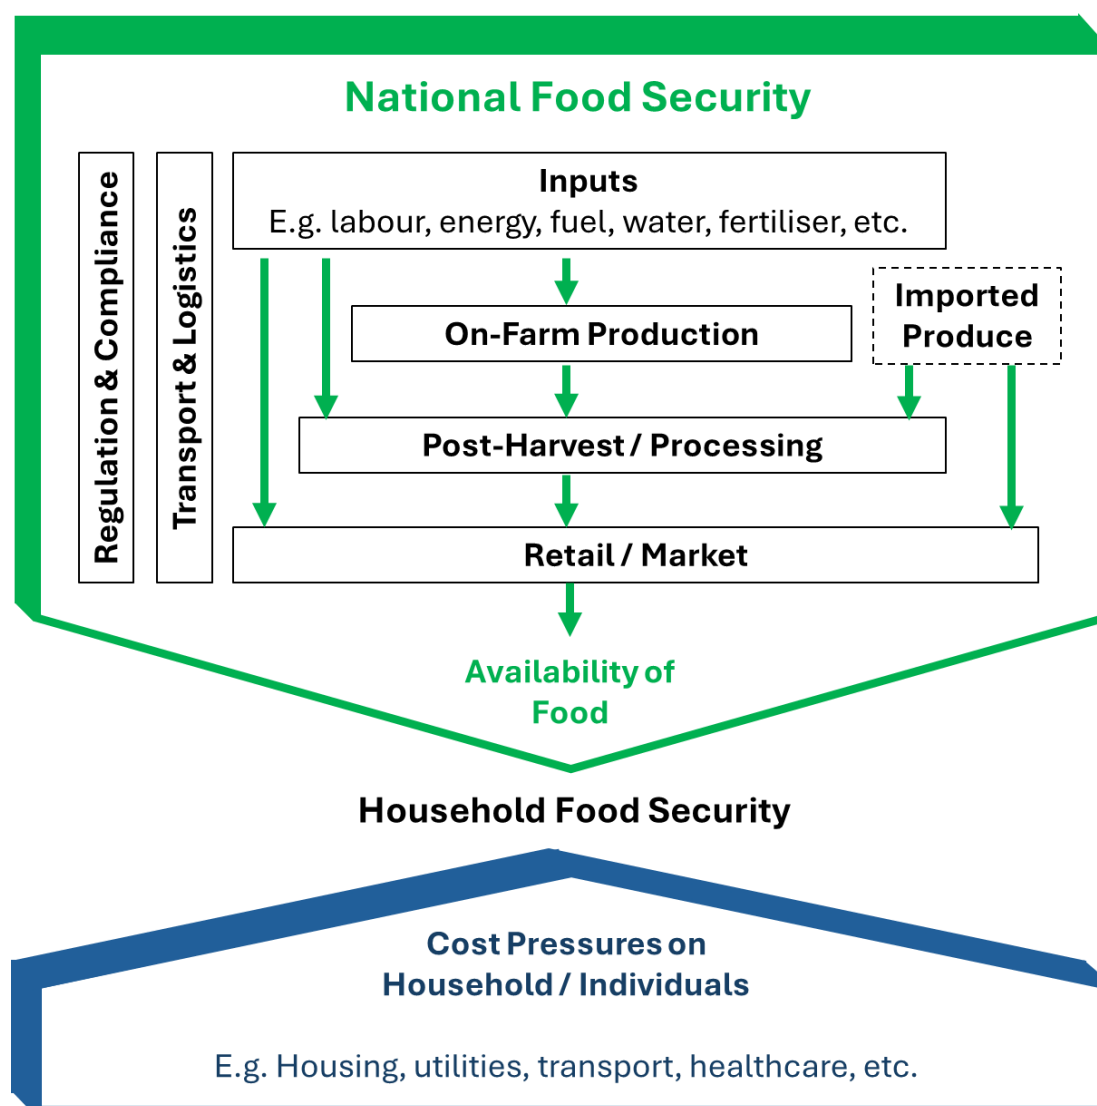 National Food Security
Regulation & Compliance
Transport & Logistics
Inputs
E.g. labour, energy, fuel, water, fertiliser, etc.
Imported
Produce
On-Farm Production
Post-Harvest / Processing
Retail / Market
Availability of
Food
Household Food Security
Cost Pressures on
Household / Individuals
E.g. Housing, utilities, transport, healthcare, etc.